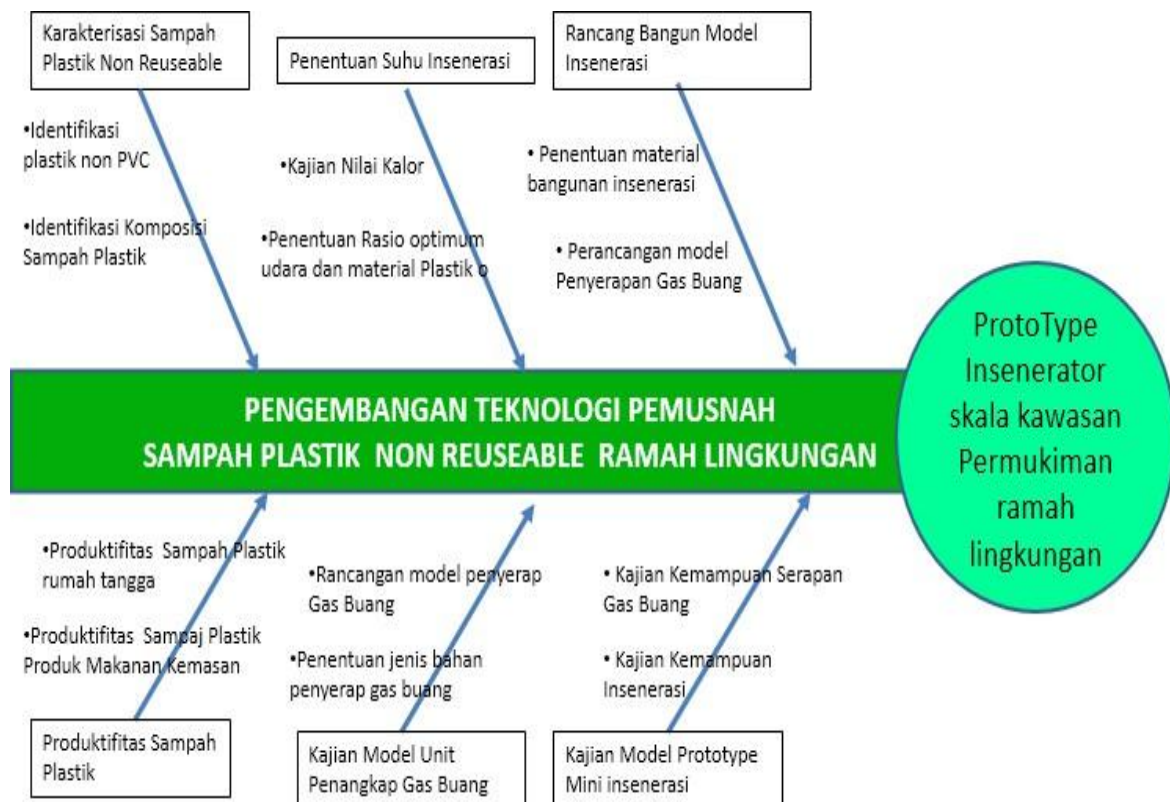 Karakterisasi Sampah
Plastik Non Reuseable
Penentuan Suhu Insenerasi
Rancang Bangun Model
Insenerasi
•Identifikasi
plastik non PVC
•Identifikasi Komposisi
Sampah Plastik
•Kajian Nilai Kalor
•Penentuan Rasio optimum
udara dan material Plastik o
• Penentuan material
bangunan insenerasi
• Perancangan model
Penyerapan Gas Buang
PENGEMBANGAN TEKNOLOGI PEMUSNAH
SAMPAH PLASTIK NON REUSEABLE RAMAH LINGKUNGAN
ProtoType
Insenerator
skala kawasan
Permukiman
ramah
lingkungan
•Produktifitas Sampah Plastik
rumah tangga
•Produktifitas Sampaj Plastik
Produk Makanan Kemasan
•Rancangan model penyerap
Gas Buang
•Penentuan jenis bahan
penyerap gas buang
• Kajian Kemampuan Serapan
Gas Buang
• Kajian Kemampuan
Insenerasi
Produktifitas Sampah
Plastik
Kajian Model Unit
Penangkap Gas Buang
Kajian Model Prototype
Mini insenerasi